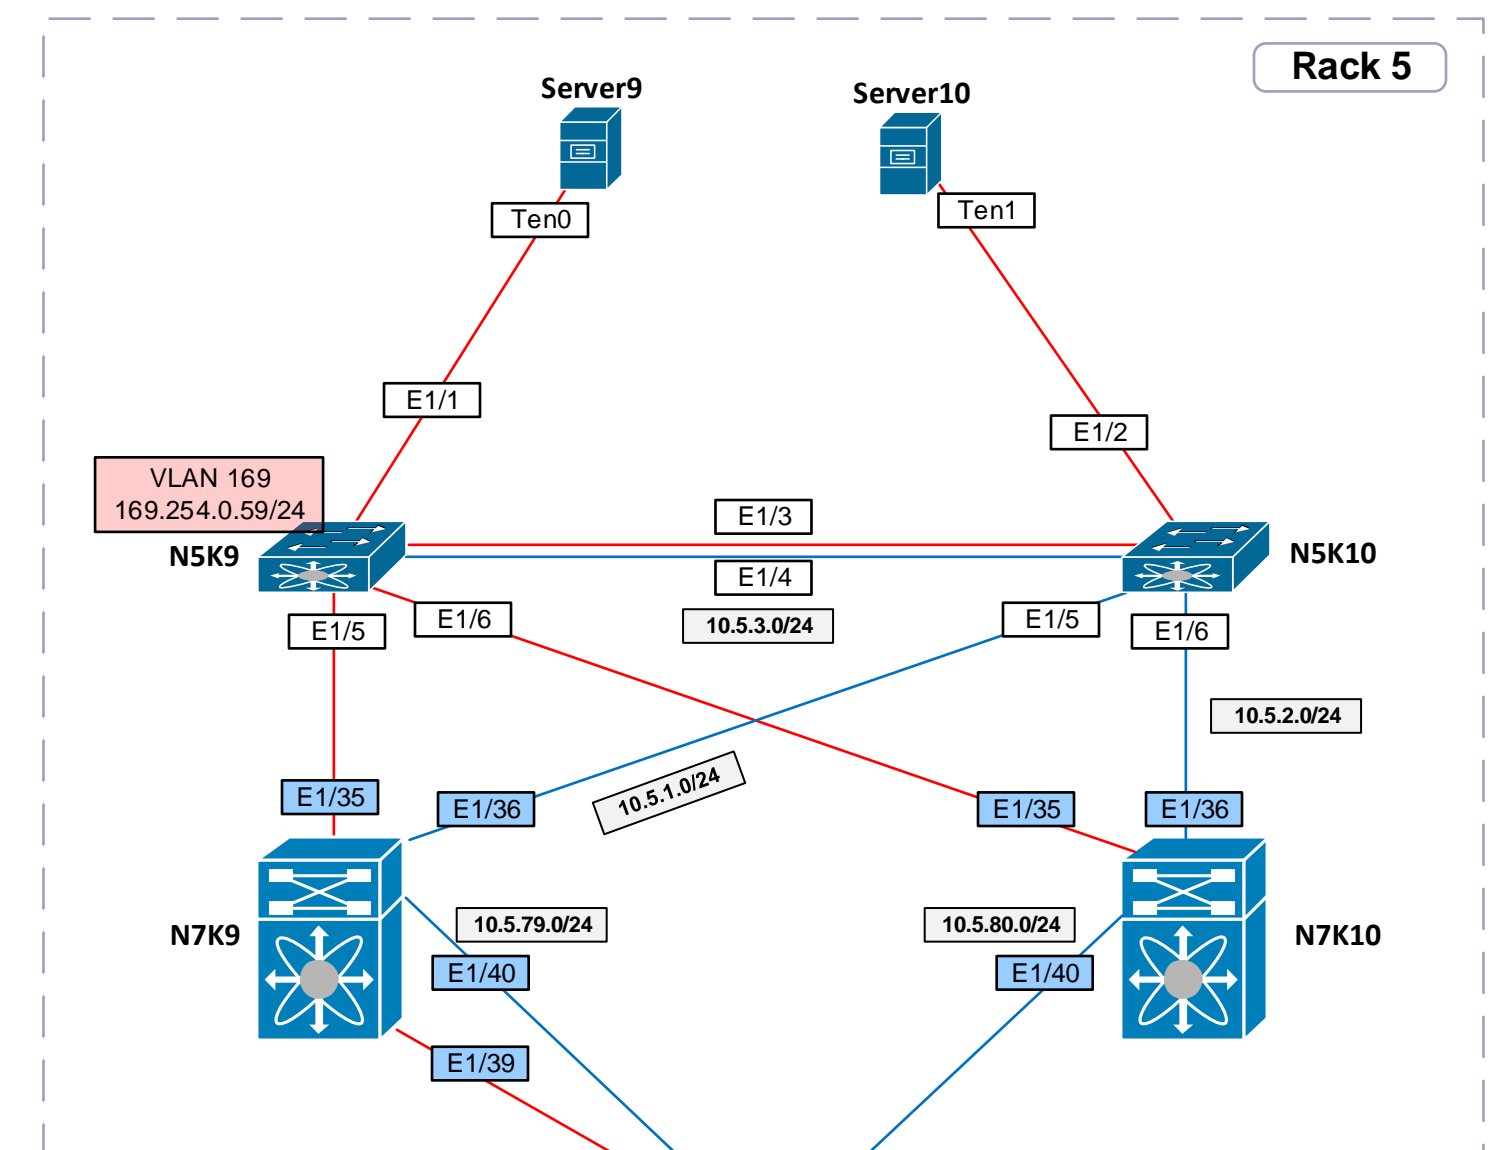 Rack 5
Server9
Server10
Ten0
Ten1
E1/1
E1/2
VLAN 169
169.254.0.59/24
E1/3
N5K9
N5K10
E1/4
E1/5
E1/6
10.5.3.0/24
E1/5
E1/6
10.5.2.0/24
10.5.1.0/24
E1/35
E1/36
E1/35
E1/36
10.5.79.0/24
10.5.80.0/24
N7K9
N7K10
E1/40
E1/40
E1/39